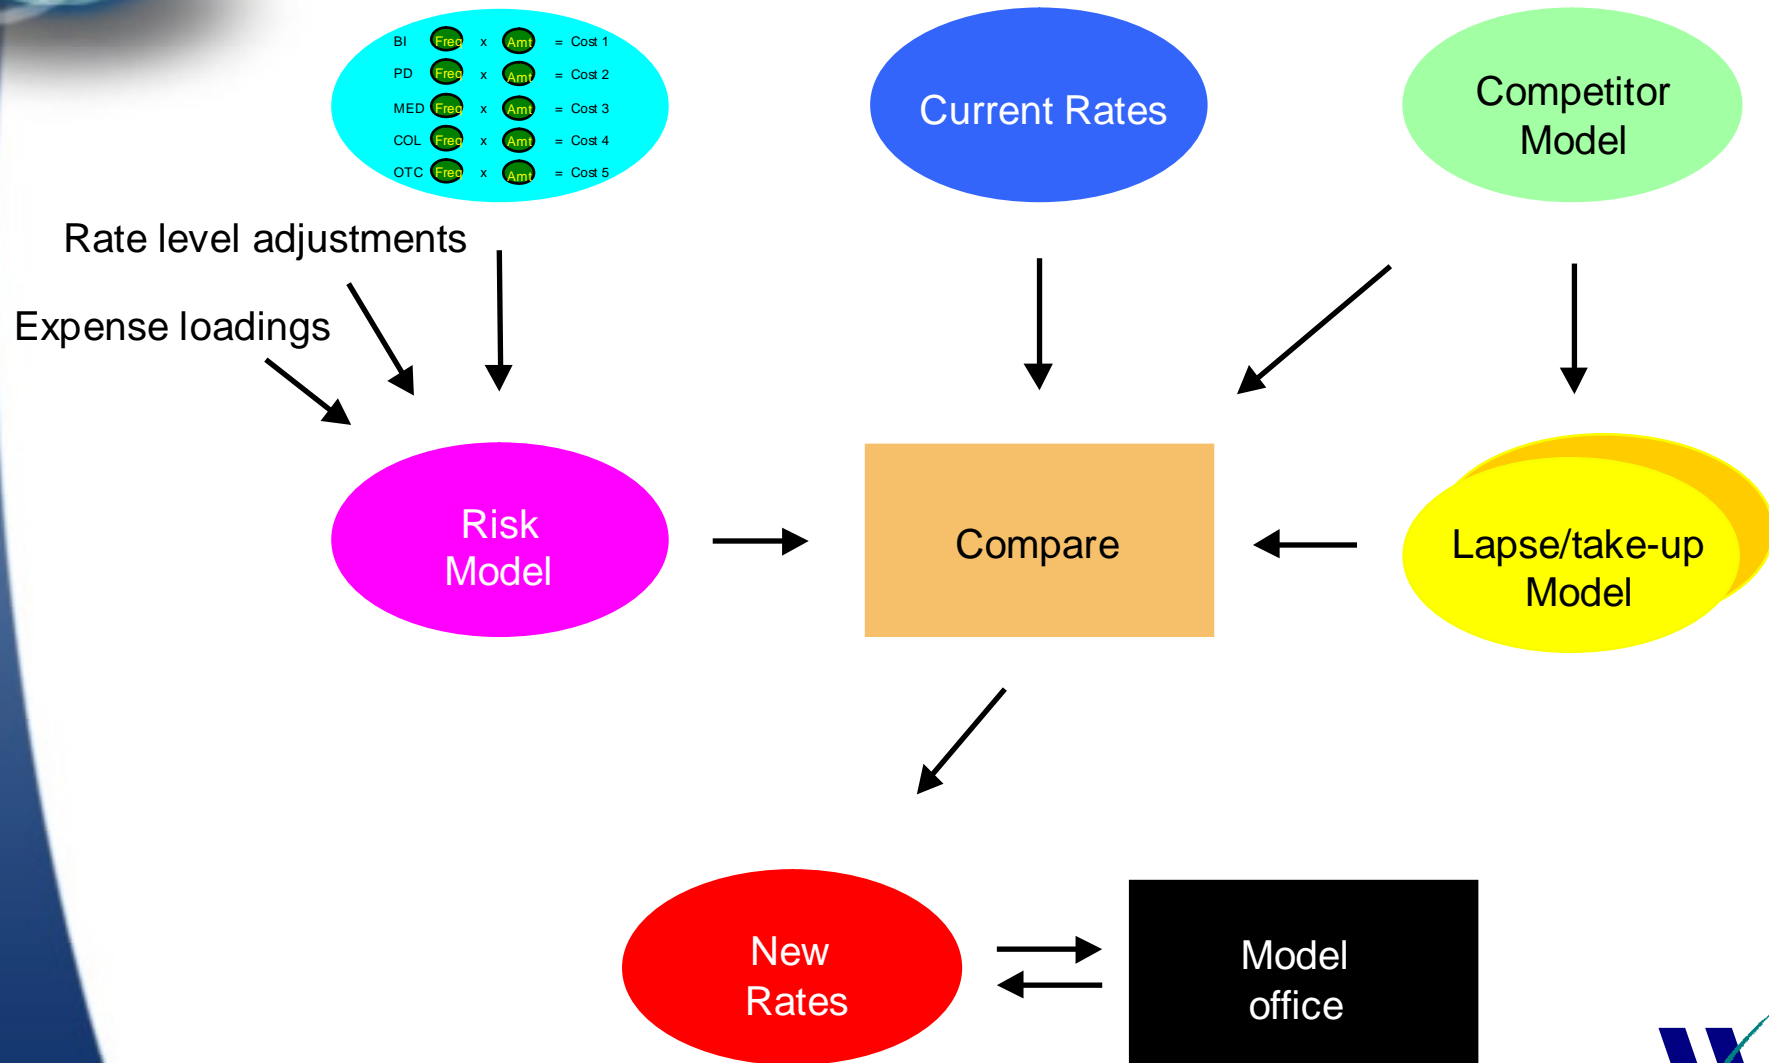 BI Freq x Amt = Cost 1
PD Freq x Amt = Cost 2
MED Freq x Amt = Cost 3
COL Freq x Amt = Cost 4
OTC Freq x Amt = Cost 5
Current Rates
Competitor
Model
Rate level adjustments
Expense loadings
Risk
Model
Compare
Lapse/take-up
Model
New
Rates
Model
office